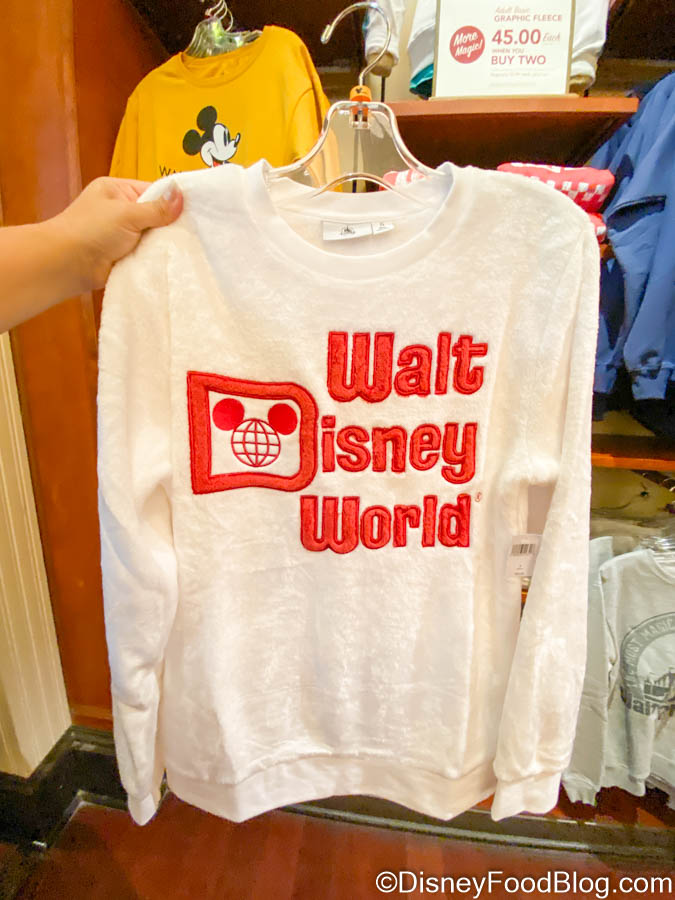 Adult Basic
GRAPHIC FLEECE
More Magic!
45.00 Each
WHEN YOU
BUY TWO
Walt
Disney
World®
©DisneyFoodBlog.com